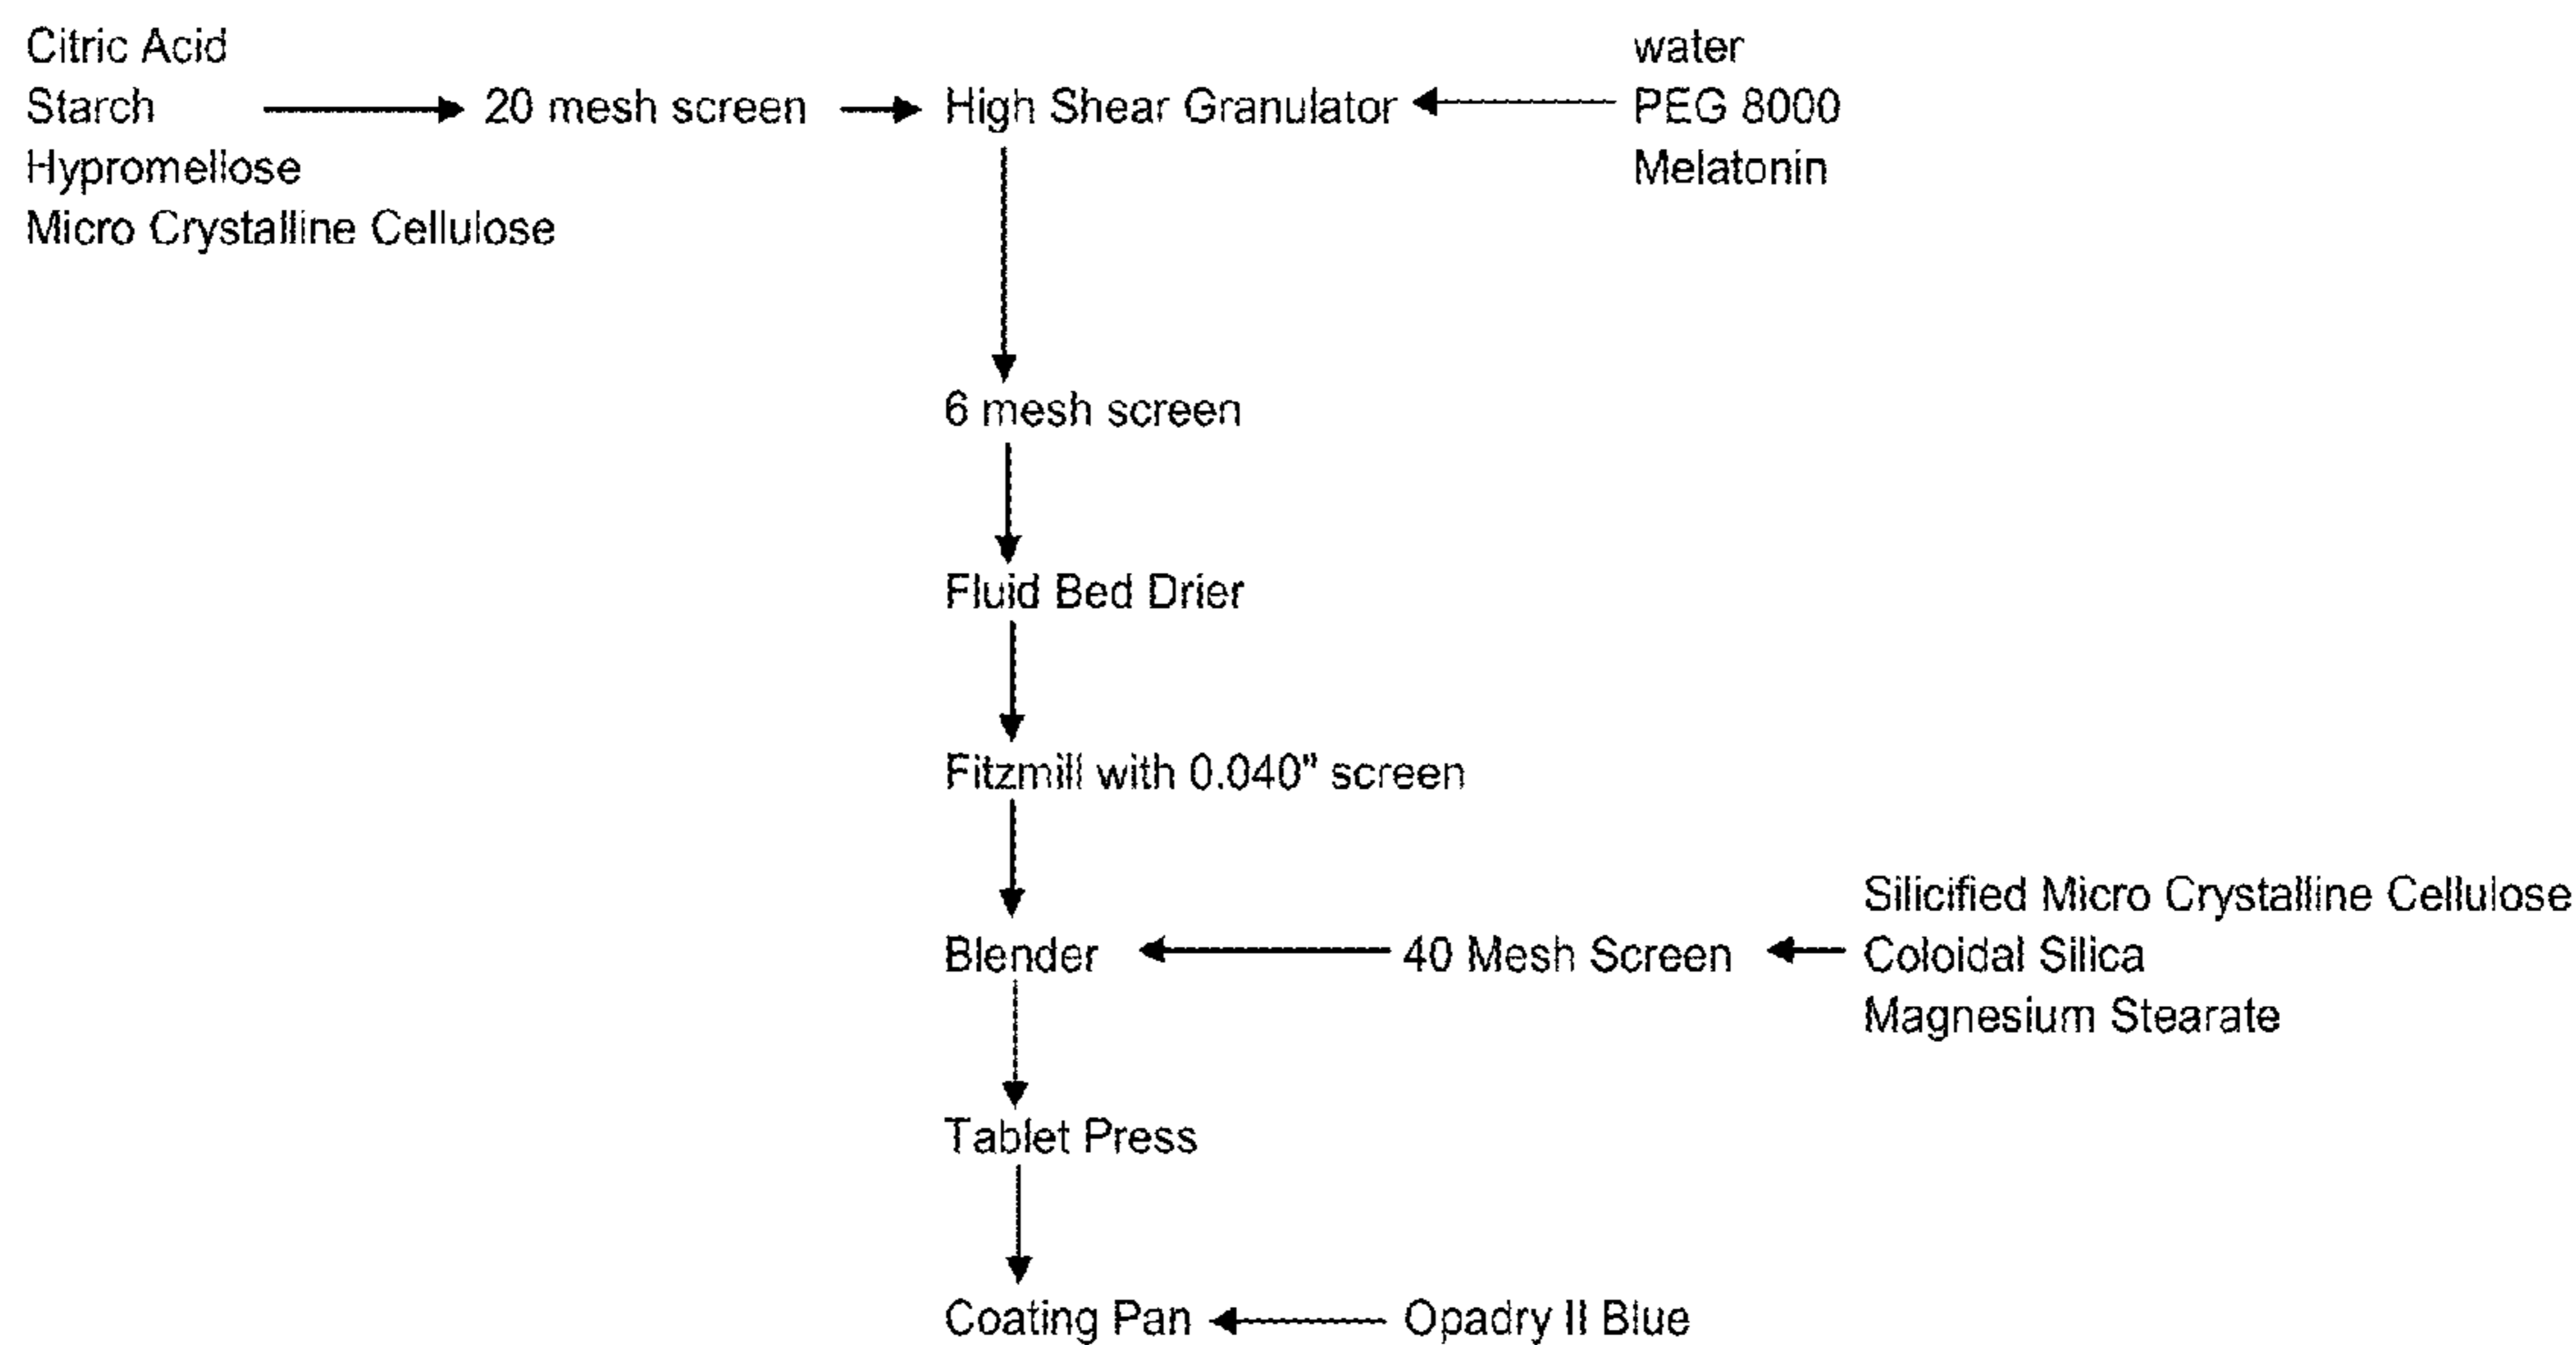 Citric Acid
Starch
Hypromellose
Micro Crystalline Cellulose
20 mesh screen
High Shear Granulator
water
PEG 8000
Melatonin
6 mesh screen
Fluid Bed Drier
Fitzmill with 0.040" screen
Blender
40 Mesh Screen
Silicified Micro Crystalline Cellulose
Coloidal Silica
Magnesium Stearate
Tablet Press
Coating Pan
Opadry II Blue